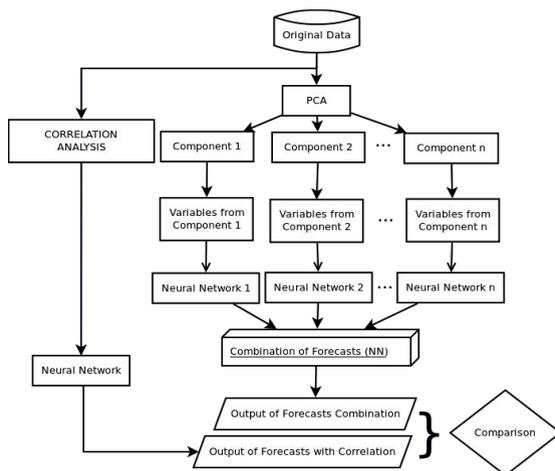 Original Data
PCA
CORRELATION
ANALYSIS
Component 1
Component 2
...
Component n
Variables from
Component 1
Variables from
Component 2
...
Variables from
Component n
Neural Network 1
Neural Network 2
...
Neural Network n
Combination of Forecasts (NN)
Neural Network
Output of Forecasts Combination
Output of Forecasts with Correlation
}
Comparison